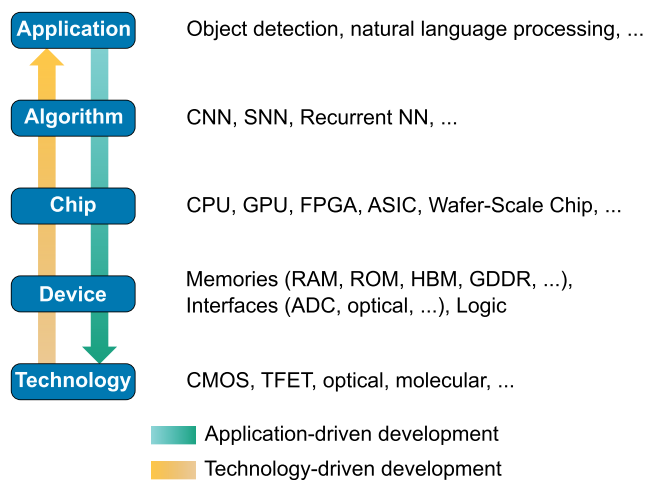 Application
Object detection, natural language processing, ...
Algorithm
CNN, SNN, Recurrent NN, ...
Chip
CPU, GPU, FPGA, ASIC, Wafer-Scale Chip, ...
Device
Memories (RAM, ROM, HBM, GDDR, ...),
Interfaces (ADC, optical, ...), Logic
Technology
CMOS, TFET, optical, molecular, ...
Application-driven development
Technology-driven development